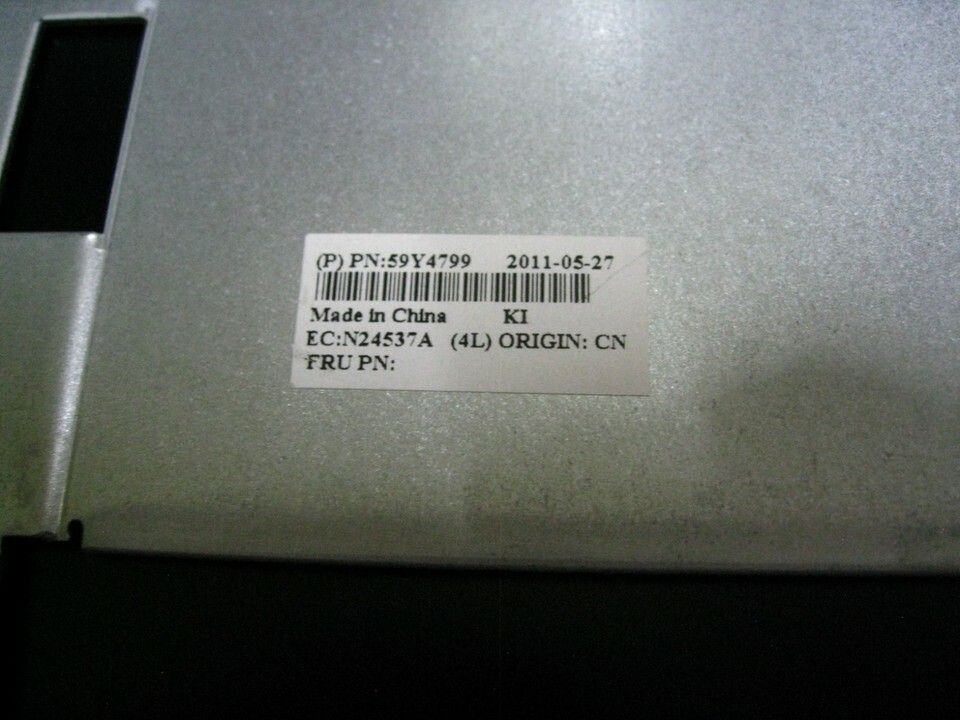 (P) PN:59Y4799 2011-05-27
Made in China KI
EC:N24537A (4L) ORIGIN: CN
FRU PN: